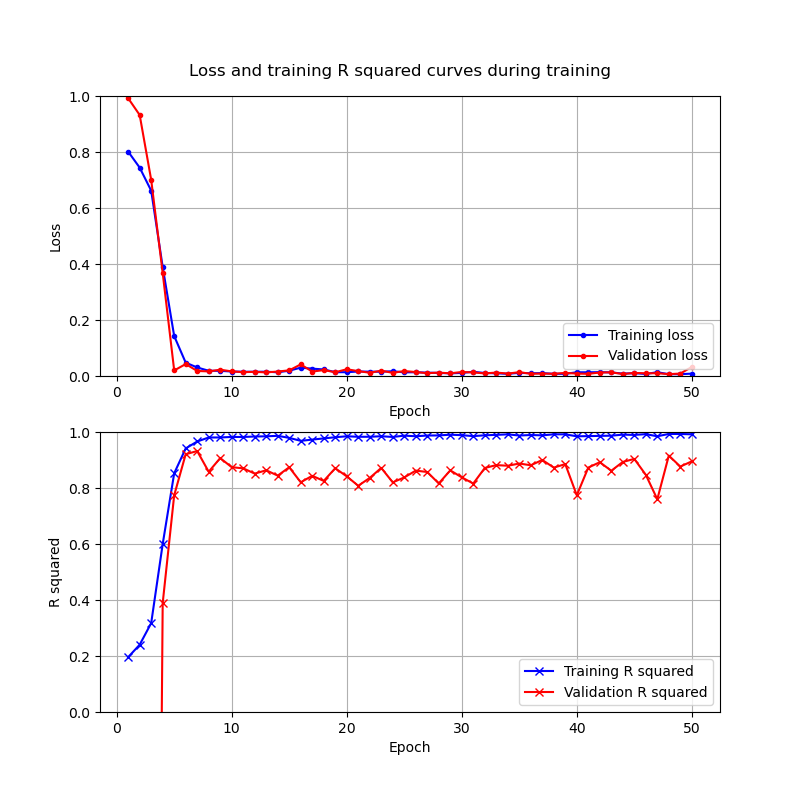 Loss and training R squared curves during training
1.0
0.8
0.6
0.4
0.2
0.0
Loss
Training loss
Validation loss
0 10 20 30 40 50
Epoch
1.0
0.8
0.6
0.4
0.2
0.0
R squared
Training R squared
Validation R squared
0 10 20 30 40 50
Epoch